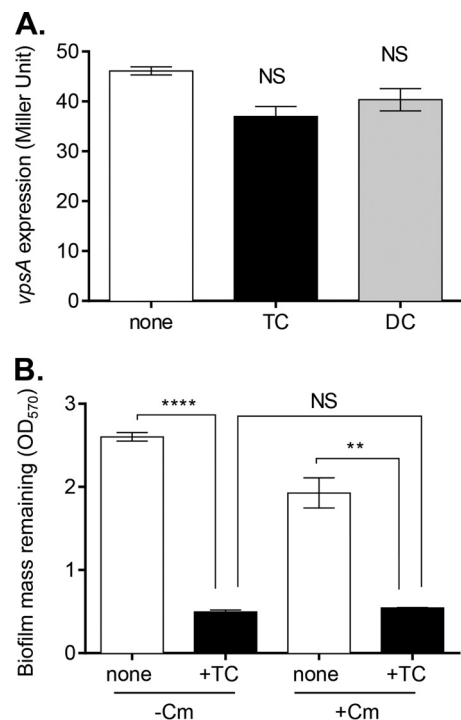 A.
vpsA expression (Miller Unit)
50
40
30
20
10
0
NS
NS
none TC DC
B.
Biofilm mass remaining (OD570)
3
2
1
0
****
NS
**
none +TC none +TC
-Cm +Cm